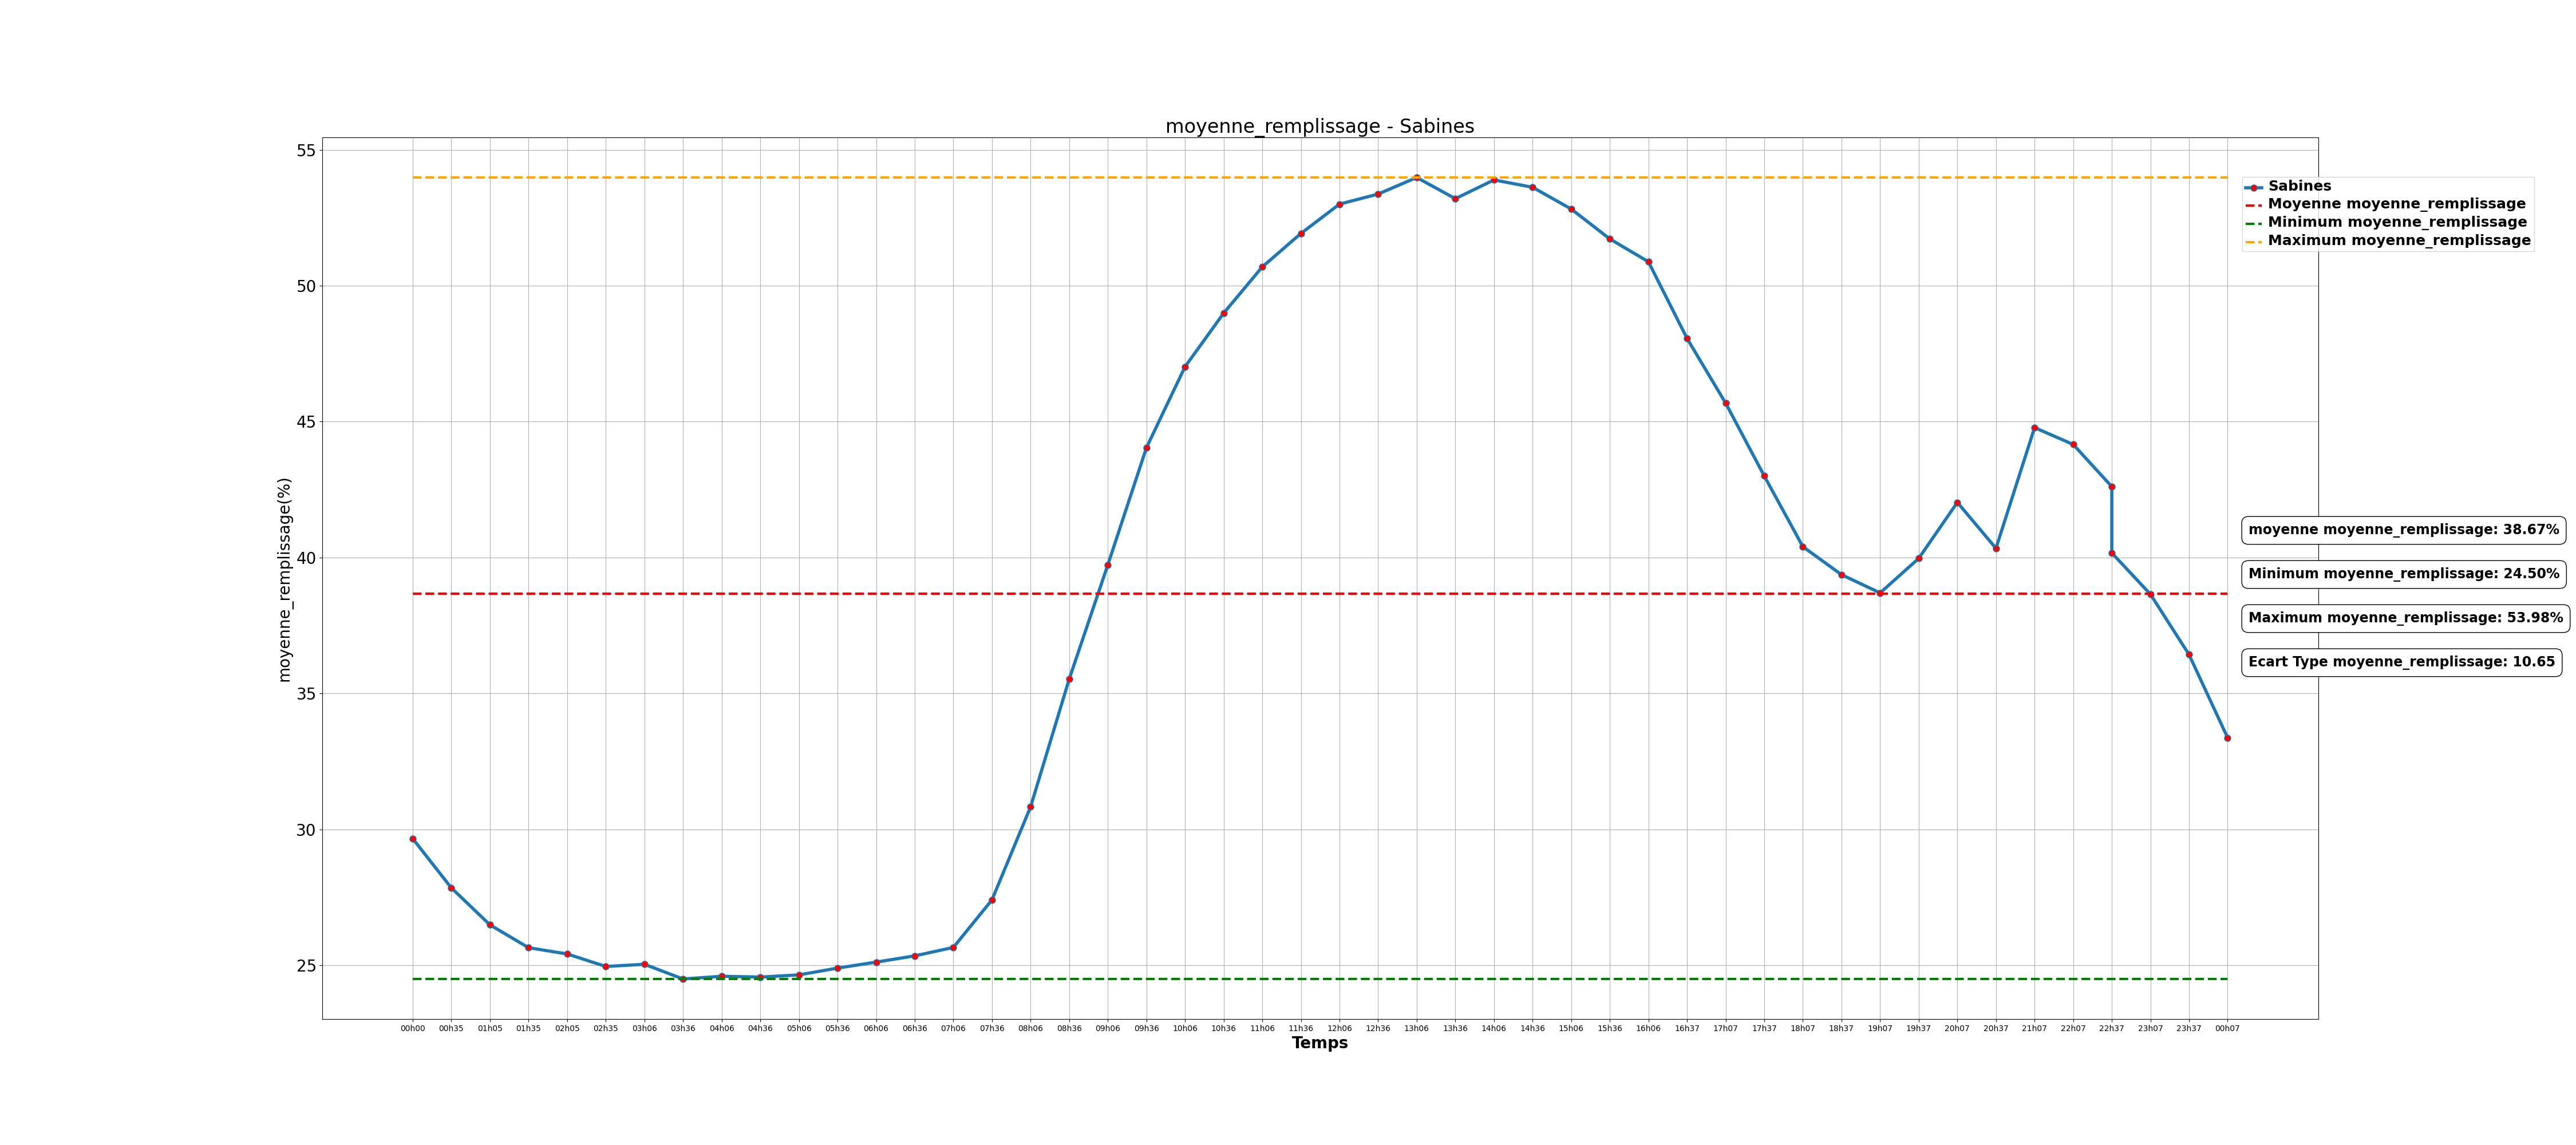 moyenne_remplissage - Sabines
55
50
45
40
35
30
25
moyenne_remplissage(%)
Sabines
Moyenne moyenne_remplissage
Minimum moyenne_remplissage
Maximum moyenne_remplissage
moyenne moyenne_remplissage: 38.67%
Minimum moyenne_remplissage: 24.50%
Maximum moyenne_remplissage: 53.98%
Ecart Type moyenne_remplissage: 10.65
00h00 00h35 01h05 01h35 02h05 02h35 03h06 03h36 04h06 04h36 05h06 05h36 06h06 06h36 07h06 07h36 08h06 08h36 09h06 09h36 10h06 10h36 11h06 11h36 12h06 12h36 13h06 13h36 14h06 14h36 15h06 15h36 16h06 16h37 17h07 17h37 18h07 18h37 19h07 19h37 20h07 20h37 21h07 22h07 22h37 23h07 23h37 00h07
Temps